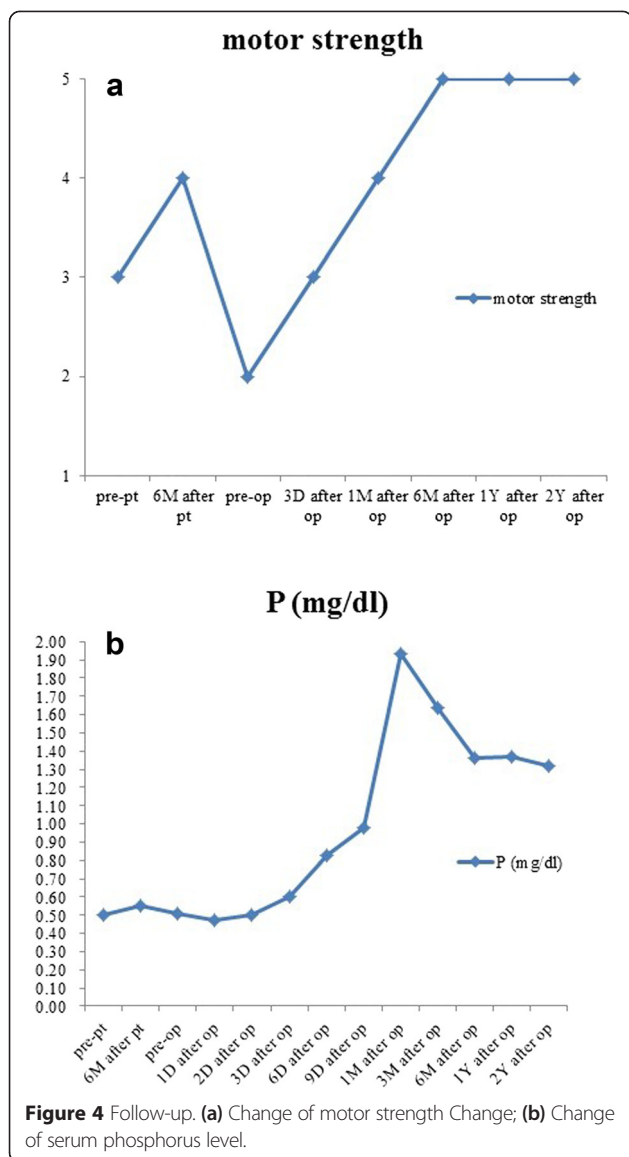 motor strength
a
5
4
3
2
1
motor strength
pre-pt
6M after pt
pre-op
3D after op
1M after op
6M after op
1Y after op
2Y after op
P (mg/dl)
b
2.00
1.90
1.80
1.70
1.60
1.50
1.40
1.30
1.20
1.10
1.00
0.90
0.80
0.70
0.60
0.50
0.40
0.30
0.20
0.10
0.00
P (mg/dl)
pre-pt
6M after pt
pre-op
1D after op
2D after op
3D after op
6D after op
9D after op
1M after op
3M after op
6M after op
1Y after op
2Y after op
Figure 4 Follow-up. (a) Change of motor strength Change; (b) Change
of serum phosphorus level.